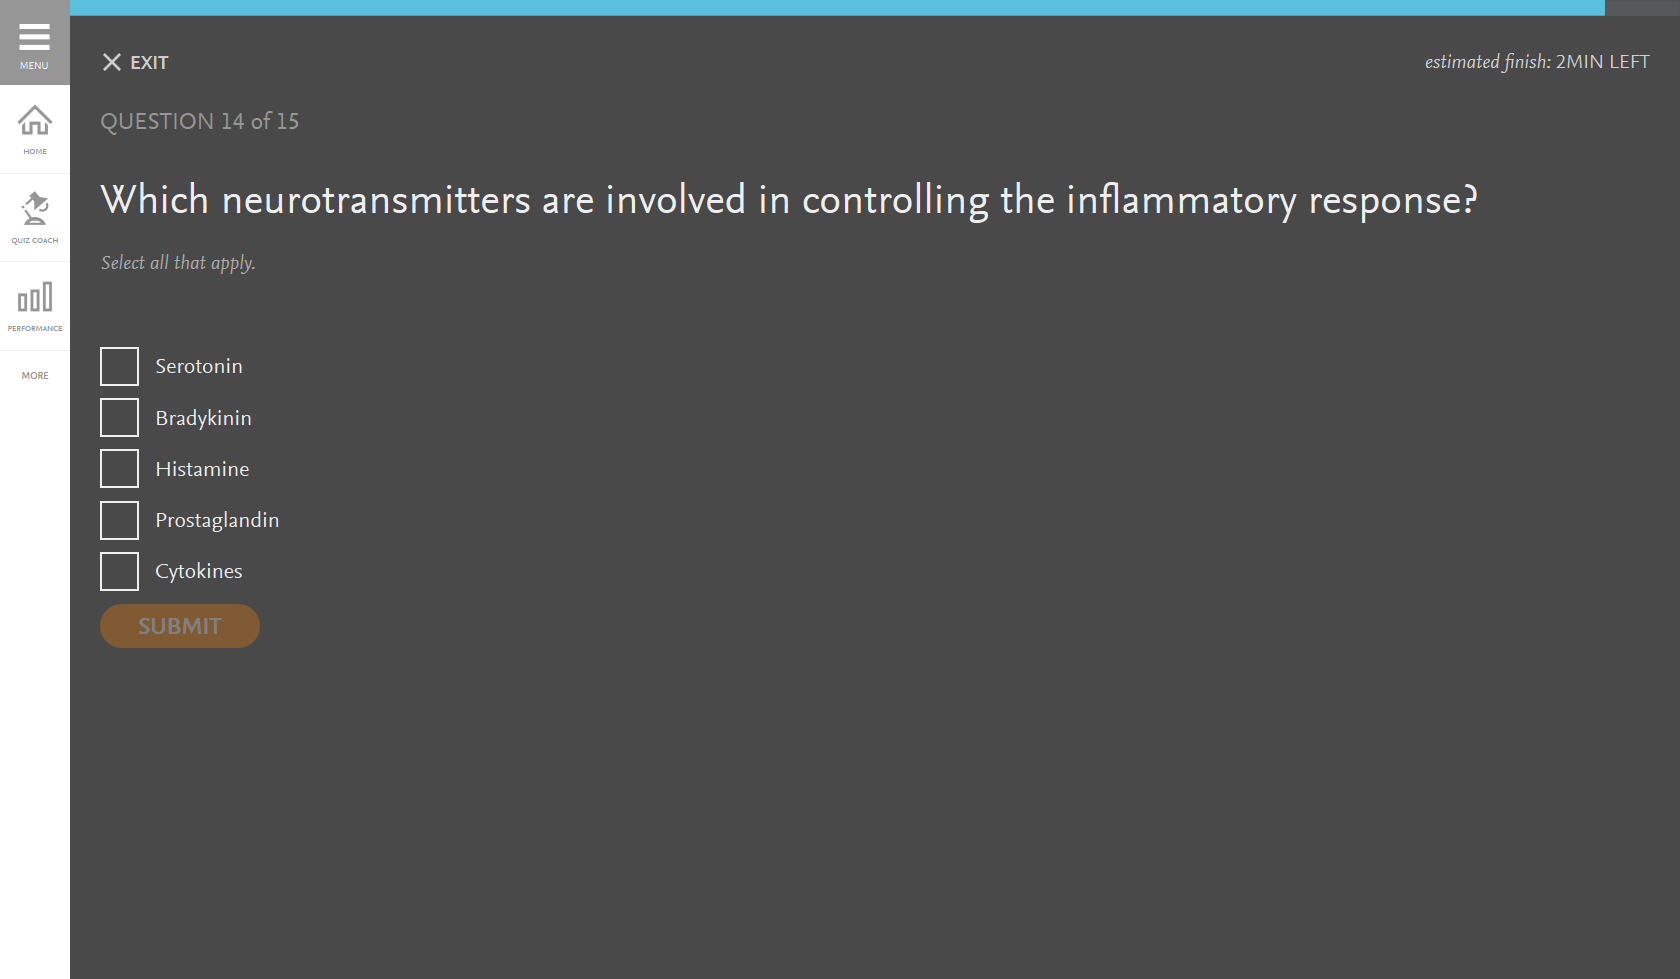 MENU
EXIT
estimated finish: 2MIN LEFT
QUESTION 14 of 15
HOME
Which neurotransmitters are involved in controlling the inflammatory response?
QUIZ COACH
Select all that apply.
PERFORMANCE
MORE
Serotonin
Bradykinin
Histamine
Prostaglandin
Cytokines
SUBMIT